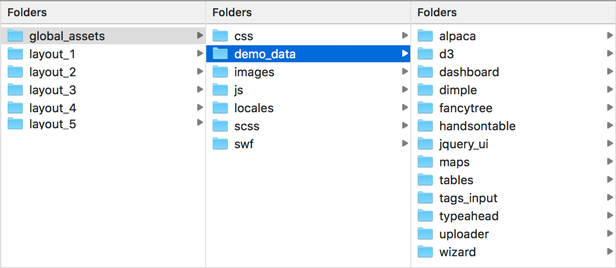 Folders
global_assets
layout_1
layout_2
layout_3
layout_4
layout_5
Folders
css
demo_data
images
js
locales
scss
swf
Folders
alpaca
d3
dashboard
dimple
fancytree
handsontable
jquery_ui
maps
tables
tags_input
typeahead
uploader
wizard